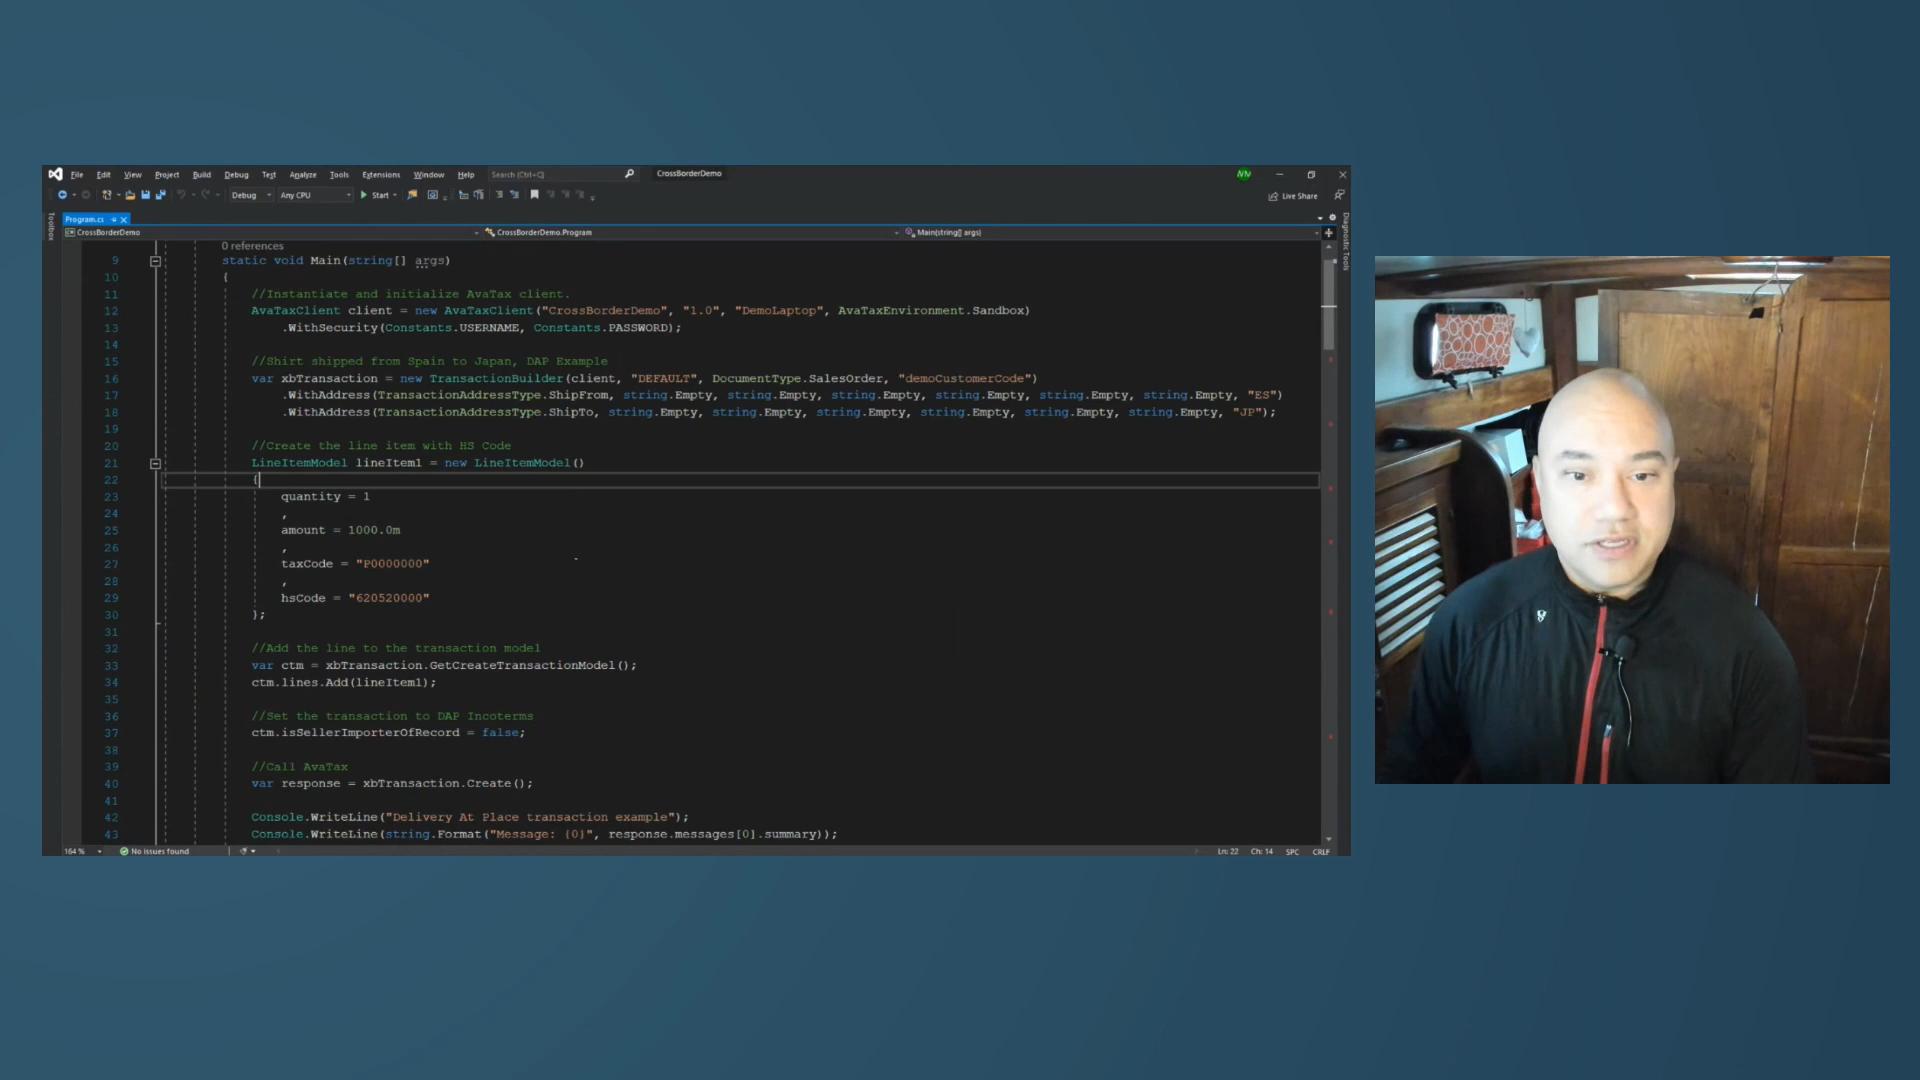 File Edit View Project Build Debug Test Analyze Tools Extensions Window Help Search (Ctrl+Q) CrossBorderDemo
Debug Any CPU Start Live Share
Program.cs
CrossBorderDemo CrossBorderDemo.Program Main(string[] args)
Toolbox
Diagnostic Tools
0 references
9 static void Main(string[] args)
10 {
11 //Instantiate and initialize AvaTax client.
12 AvaTaxClient client = new AvaTaxClient("CrossBorderDemo", "1.0", "DemoLaptop", AvaTaxEnvironment.Sandbox)
13 .WithSecurity(Constants.USERNAME, Constants.PASSWORD);
14
15 //Shirt shipped from Spain to Japan, DAP Example
16 var xbTransaction = new TransactionBuilder(client, "DEFAULT", DocumentType.SalesOrder, "demoCustomerCode")
17 .WithAddress(TransactionAddressType.ShipFrom, string.Empty, string.Empty, string.Empty, string.Empty, string.Empty, string.Empty, "ES")
18 .WithAddress(TransactionAddressType.ShipTo, string.Empty, string.Empty, string.Empty, string.Empty, string.Empty, string.Empty, "JP");
19
20 //Create the line item with HS Code
21 LineItemModel lineItem1 = new LineItemModel()
22 {
23 quantity = 1
24 ,
25 amount = 1000.0m
26 ,
27 taxCode = "P0000000"
28 ,
29 hsCode = "620520000"
30 };
31
32 //Add the line to the transaction model
33 var ctm = xbTransaction.GetCreateTransactionModel();
34 ctm.lines.Add(lineItem1);
35
36 //Set the transaction to DAP Incoterms
37 ctm.isSellerImporterOfRecord = false;
38
39 //Call AvaTax
40 var response = xbTransaction.Create();
41
42 Console.WriteLine("Delivery At Place transaction example");
43 Console.WriteLine(string.Format("Message: {0}", response.messages[0].summary));
164 % No issues found Ln: 22 Ch: 14 SPC CRLF